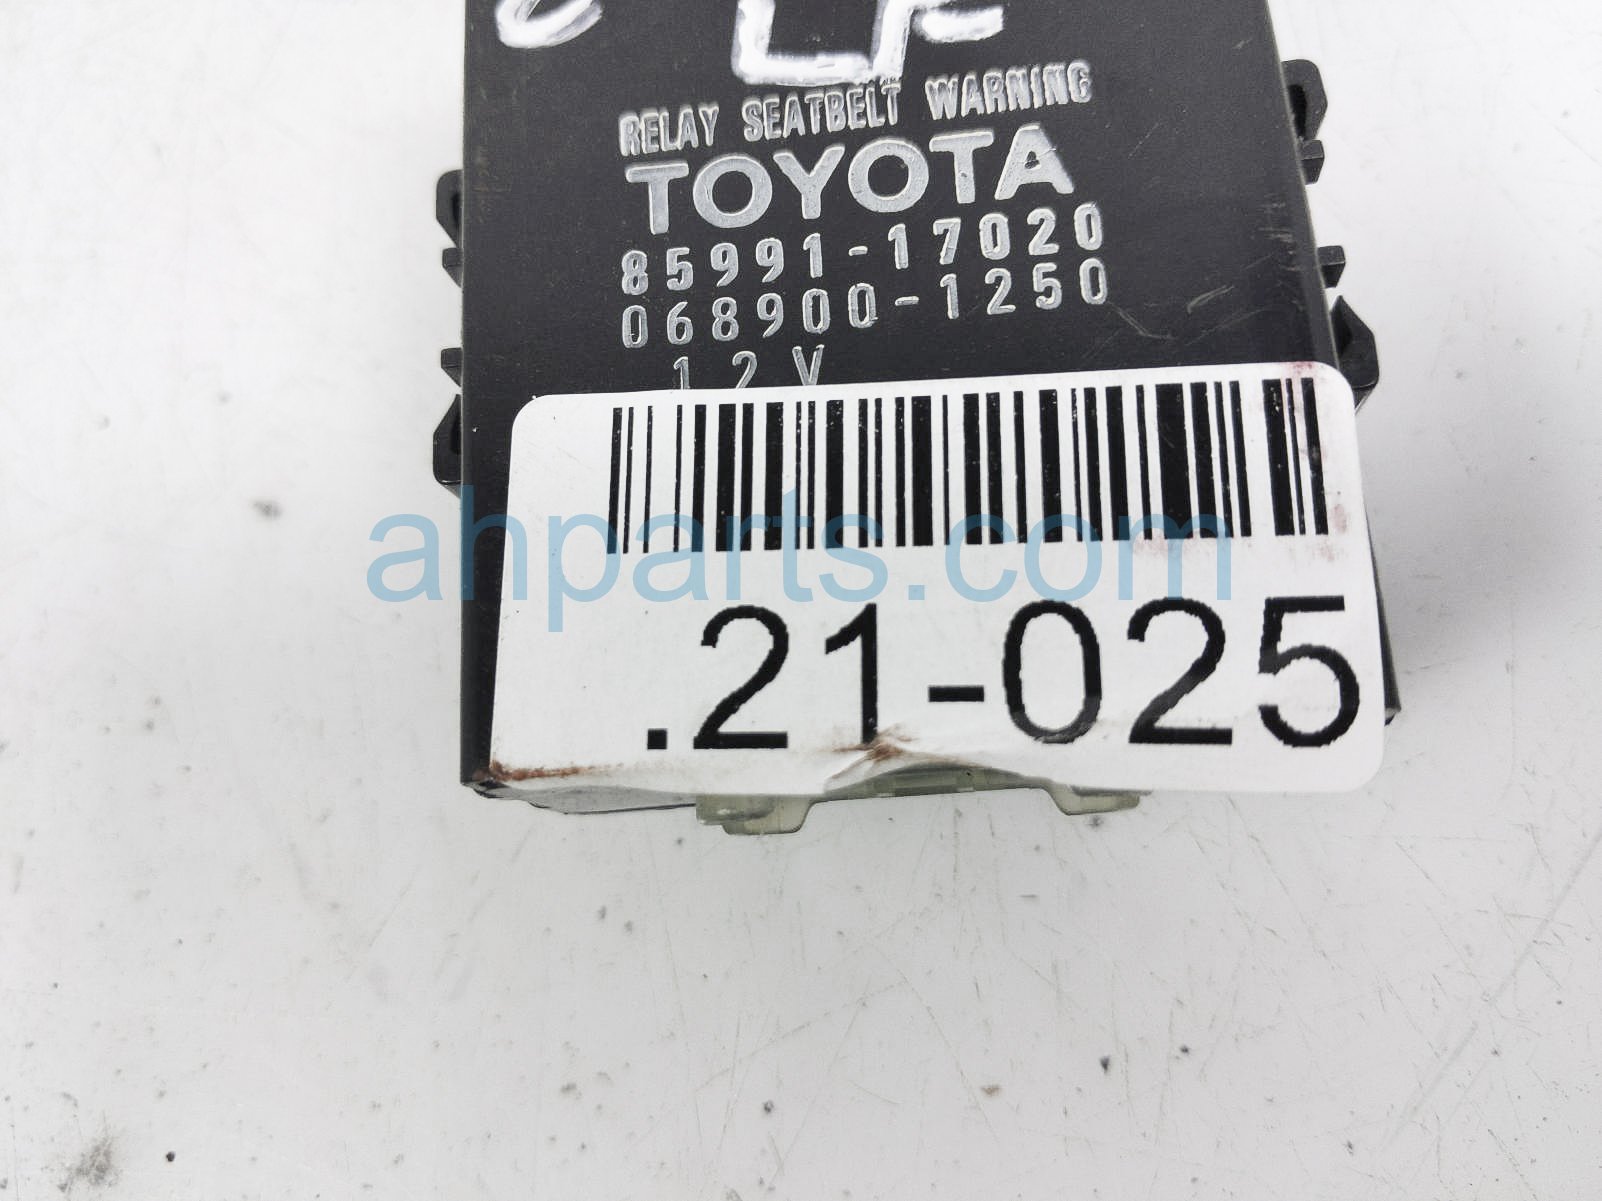 LF
RELAY SEATBELT WARNING
TOYOTA
85991-17020
068900-1250
12V
ahparts.com
.21-025